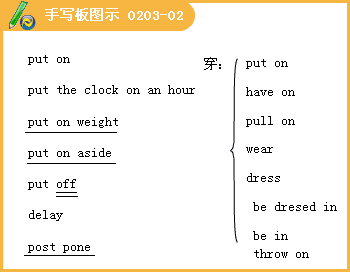 手写板图示 0203-02
put on
put the clock on an hour
put on weight
put on aside
put off
delay
post pone
穿:
put on
have on
pull on
wear
dress
be dresed in
be in
throw on